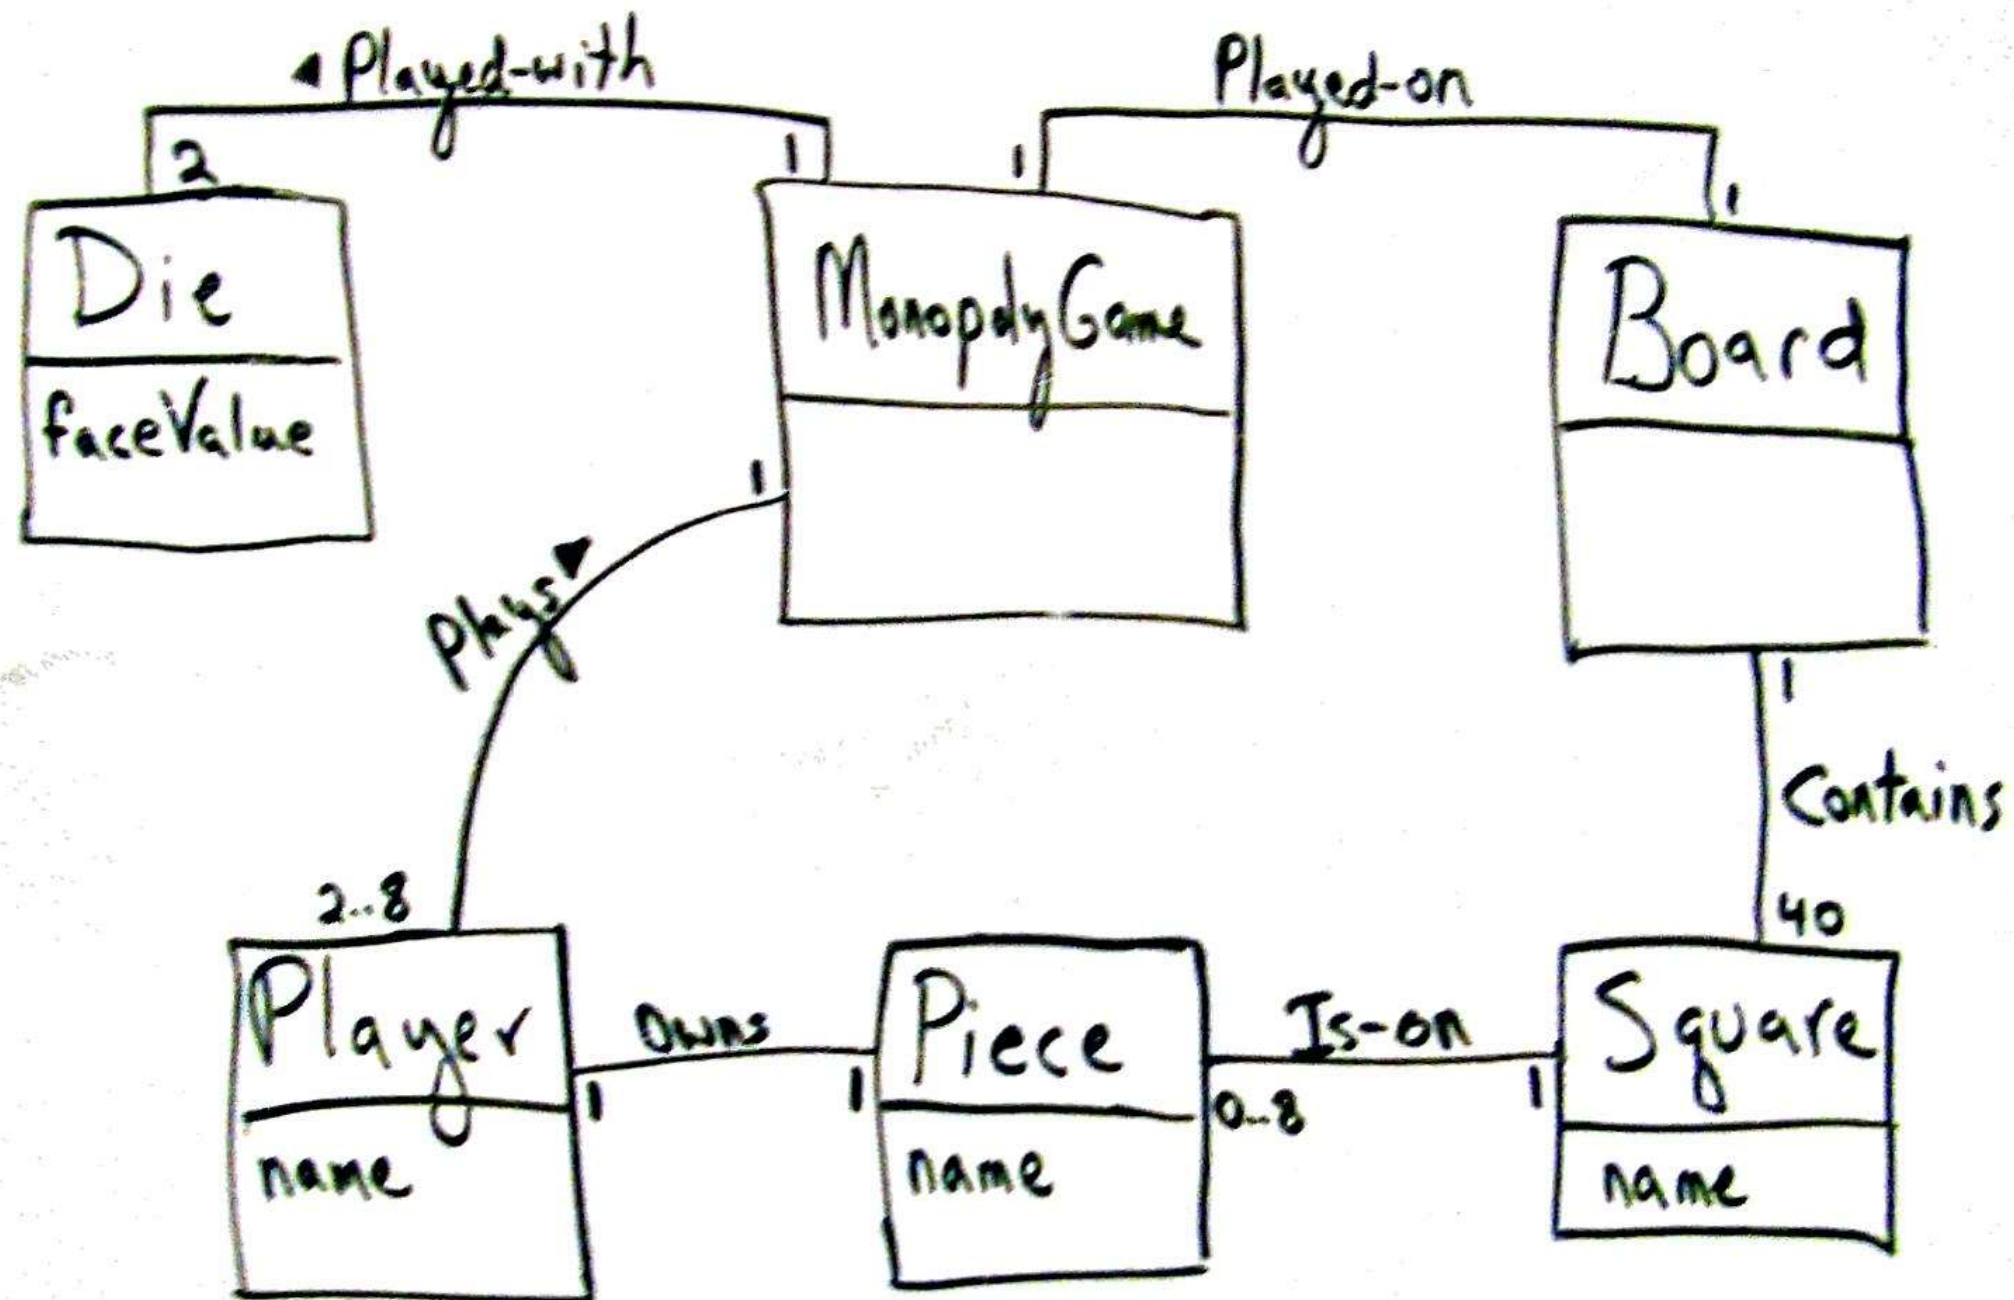 Played-with
Played-on
2
1
1
1
Die
faceValue
MonopolyGame
Board
1
Plays
1
Contains
2..8
40
Player
name
Owns
1
1
Piece
name
Is-on
0..8
1
Square
name